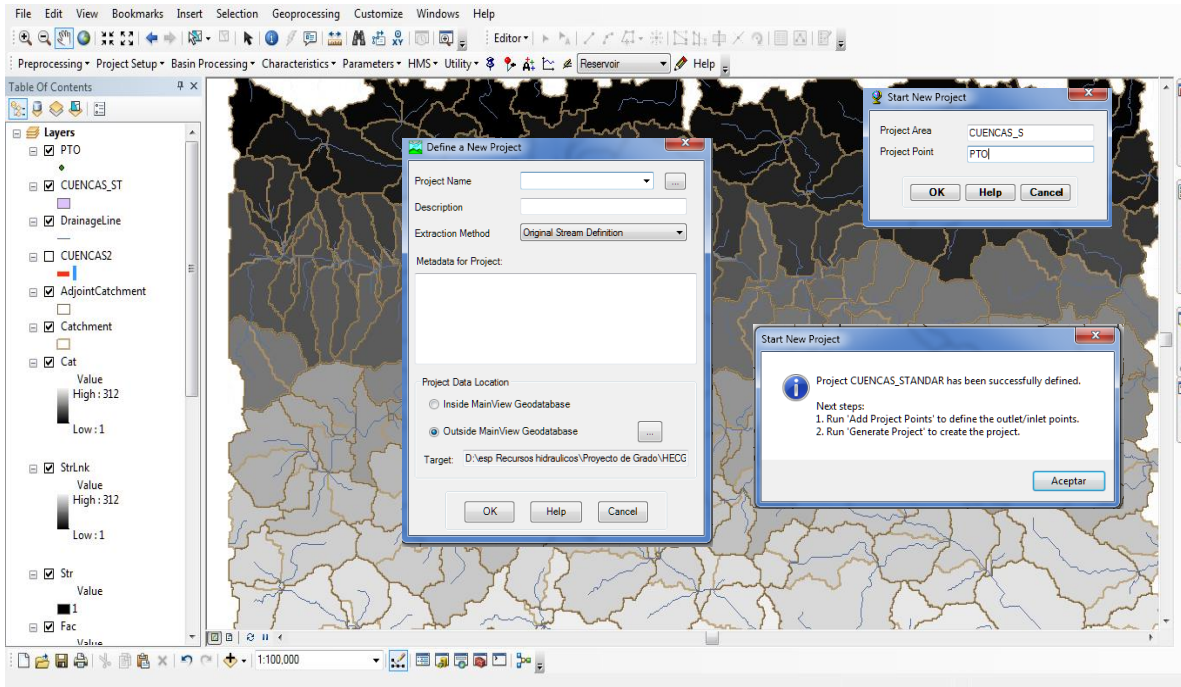 File Edit View Bookmarks Insert Selection Geoprocessing Customize Windows Help
Editor
Preprocessing Project Setup Basin Processing Characteristics Parameters HMS Utility Reservoir Help
Table Of Contents
Layers
PTO
CUENCAS_ST
DrainageLine
CUENCAS2
AdjointCatchment
Catchment
Cat
Value
High : 312
Low : 1
StrLnk
Value
High : 312
Low : 1
Str
Value
1
Fac
Value
Define a New Project
Project Name
...
Description
Extraction Method Original Stream Definition
Metadata for Project:
Project Data Location
Inside MainView Geodatabase
Outside MainView Geodatabase
...
Target: D:\esp Recursos hidraulicos\Proyecto de Grado\HECG
OK Help Cancel
Start New Project
Project Area CUENCAS_S
Project Point PTO
OK Help Cancel
Start New Project
Project CUENCAS_STANDAR has been successfully defined.
Next steps:
1. Run 'Add Project Points' to define the outlet/inlet points.
2. Run 'Generate Project' to create the project.
Aceptar
1:100,000